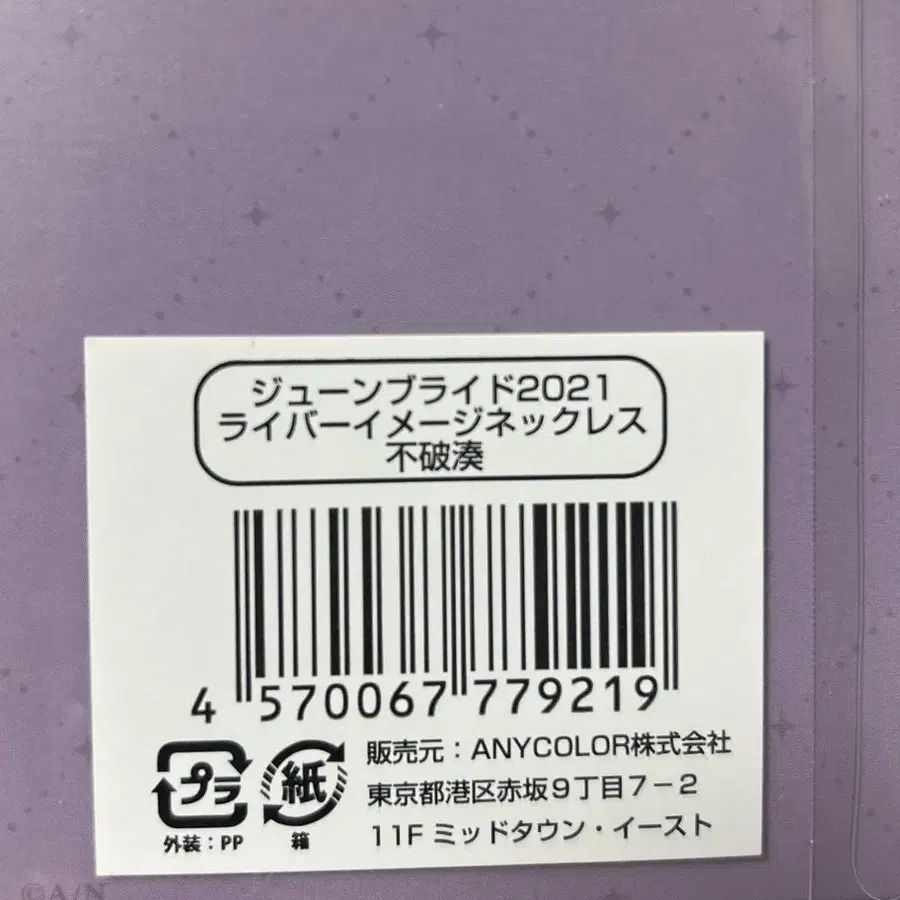 ジューンブライド2021
ライバーイメージネックレス
不破湊
4 570067 779219
プラ
外装：PP
紙
箱
販売元：ANYCOLOR株式会社
東京都港区赤坂９丁目７－２
11F ミッドタウン・イースト
©A/N